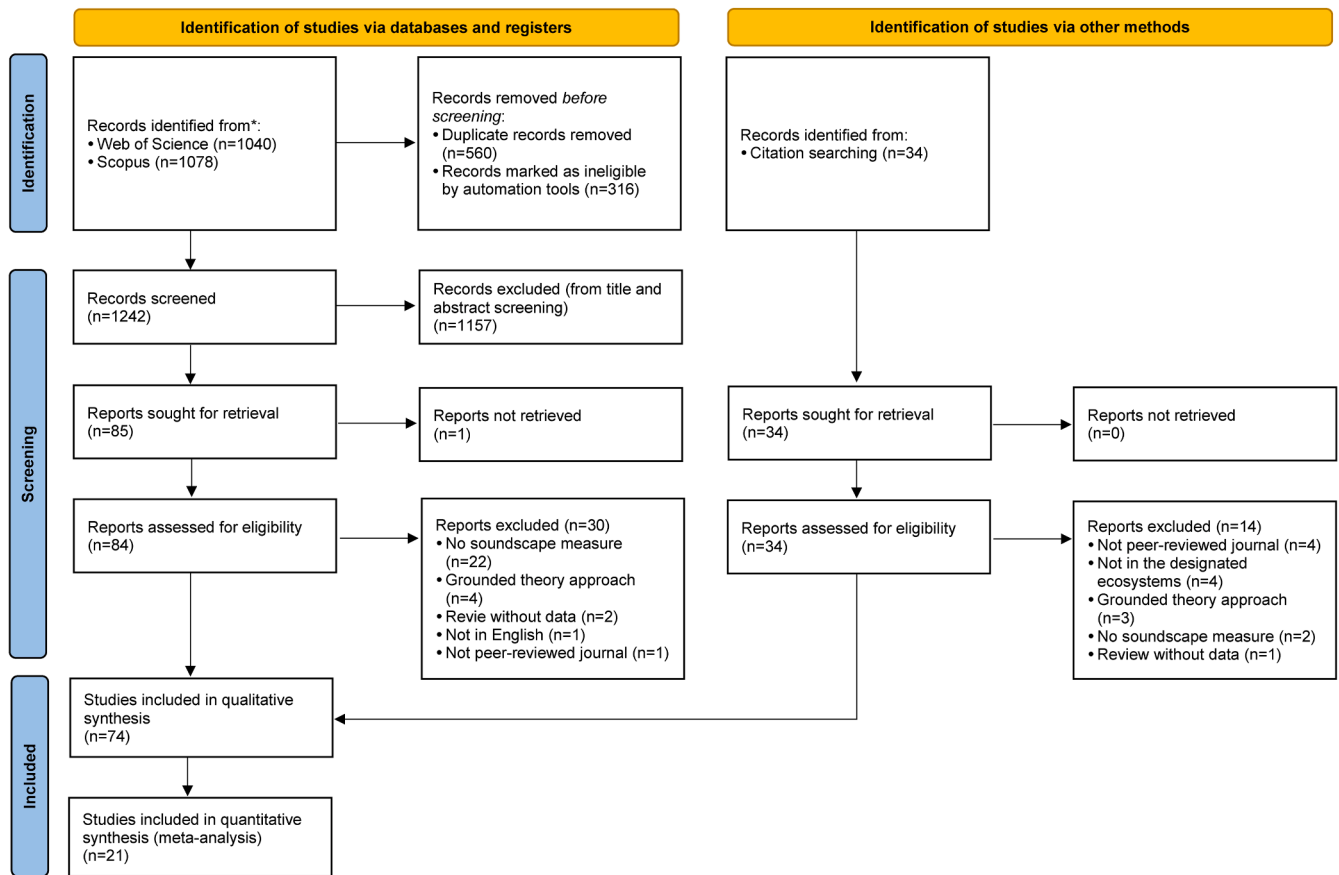 Identification of studies via databases and registers
Identification of studies via other methods
Identification
Records identified from*:
• Web of Science (n=1040)
• Scopus (n=1078)
Records removed before
screening:
• Duplicate records removed
(n=560)
• Records marked as ineligible
by automation tools (n=316)
Records identified from:
• Citation searching (n=34)
Screening
Records screened
(n=1242)
Records excluded (from title and
abstract screening)
(n=1157)
Reports sought for retrieval
(n=85)
Reports not retrieved
(n=1)
Reports sought for retrieval
(n=34)
Reports not retrieved
(n=0)
Reports assessed for eligibility
(n=84)
Reports excluded (n=30)
• No soundscape measure
(n=22)
• Grounded theory approach
(n=4)
• Revie without data (n=2)
• Not in English (n=1)
• Not peer-reviewed journal (n=1)
Reports assessed for eligibility
(n=34)
Reports excluded (n=14)
• Not peer-reviewed journal (n=4)
• Not in the designated
ecosystems (n=4)
• Grounded theory approach
(n=3)
• No soundscape measure (n=2)
• Review without data (n=1)
Included
Studies included in qualitative
synthesis
(n=74)
Studies included in quantitative
synthesis (meta-analysis)
(n=21)